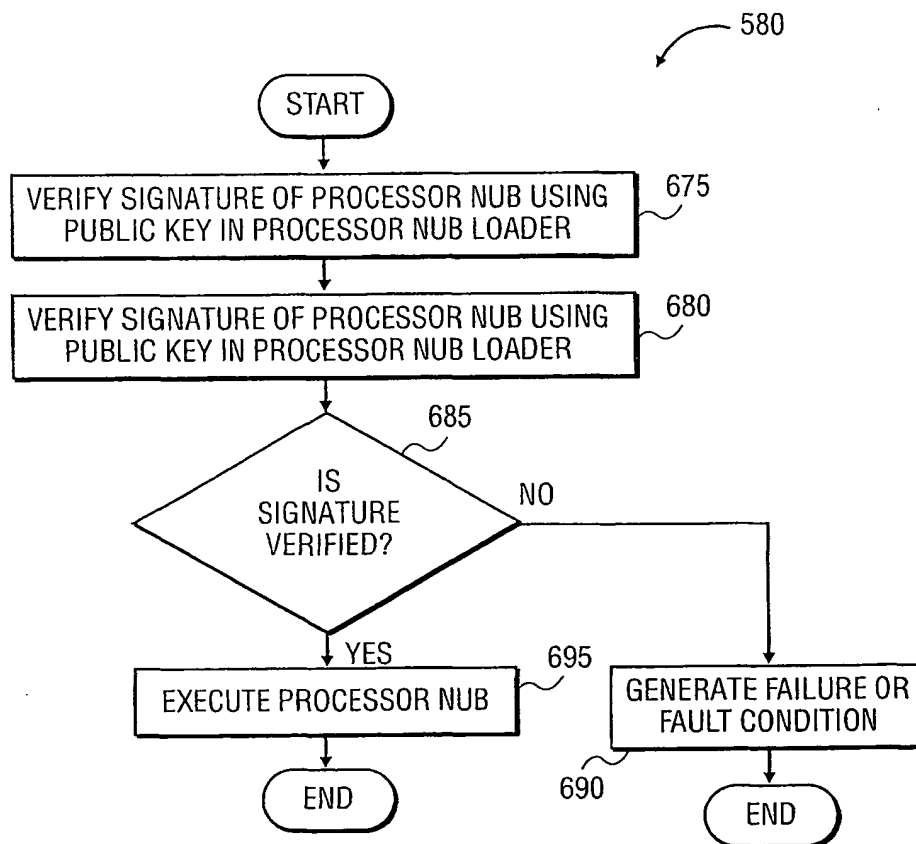 580
START
VERIFY SIGNATURE OF PROCESSOR NUB USING
PUBLIC KEY IN PROCESSOR NUB LOADER
675
VERIFY SIGNATURE OF PROCESSOR NUB USING
PUBLIC KEY IN PROCESSOR NUB LOADER
680
685
IS
SIGNATURE
VERIFIED?
NO
YES
EXECUTE PROCESSOR NUB
695
GENERATE FAILURE OR
FAULT CONDITION
690
END
END